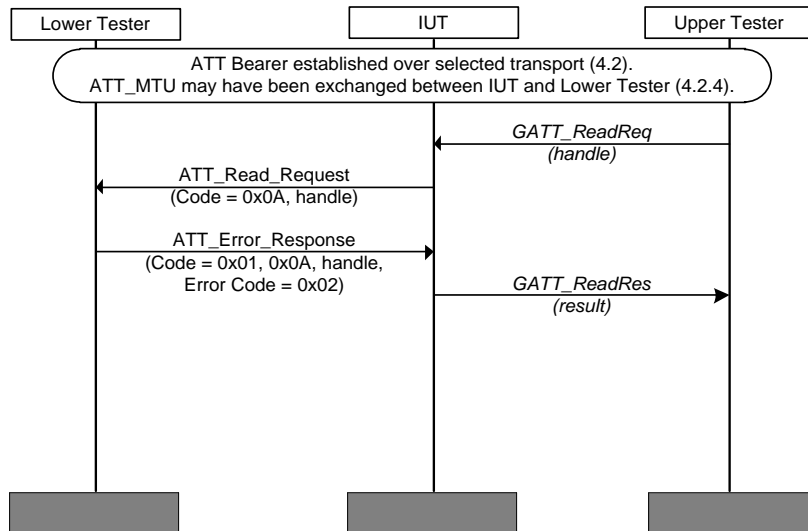 Lower Tester
IUT
Upper Tester
ATT Bearer established over selected transport (4.2).
ATT_MTU may have been exchanged between IUT and Lower Tester (4.2.4).
GATT_ReadReq
(handle)
ATT_Read_Request
(Code = 0x0A, handle)
ATT_Error_Response
(Code = 0x01, 0x0A, handle,
Error Code = 0x02)
GATT_ReadRes
(result)